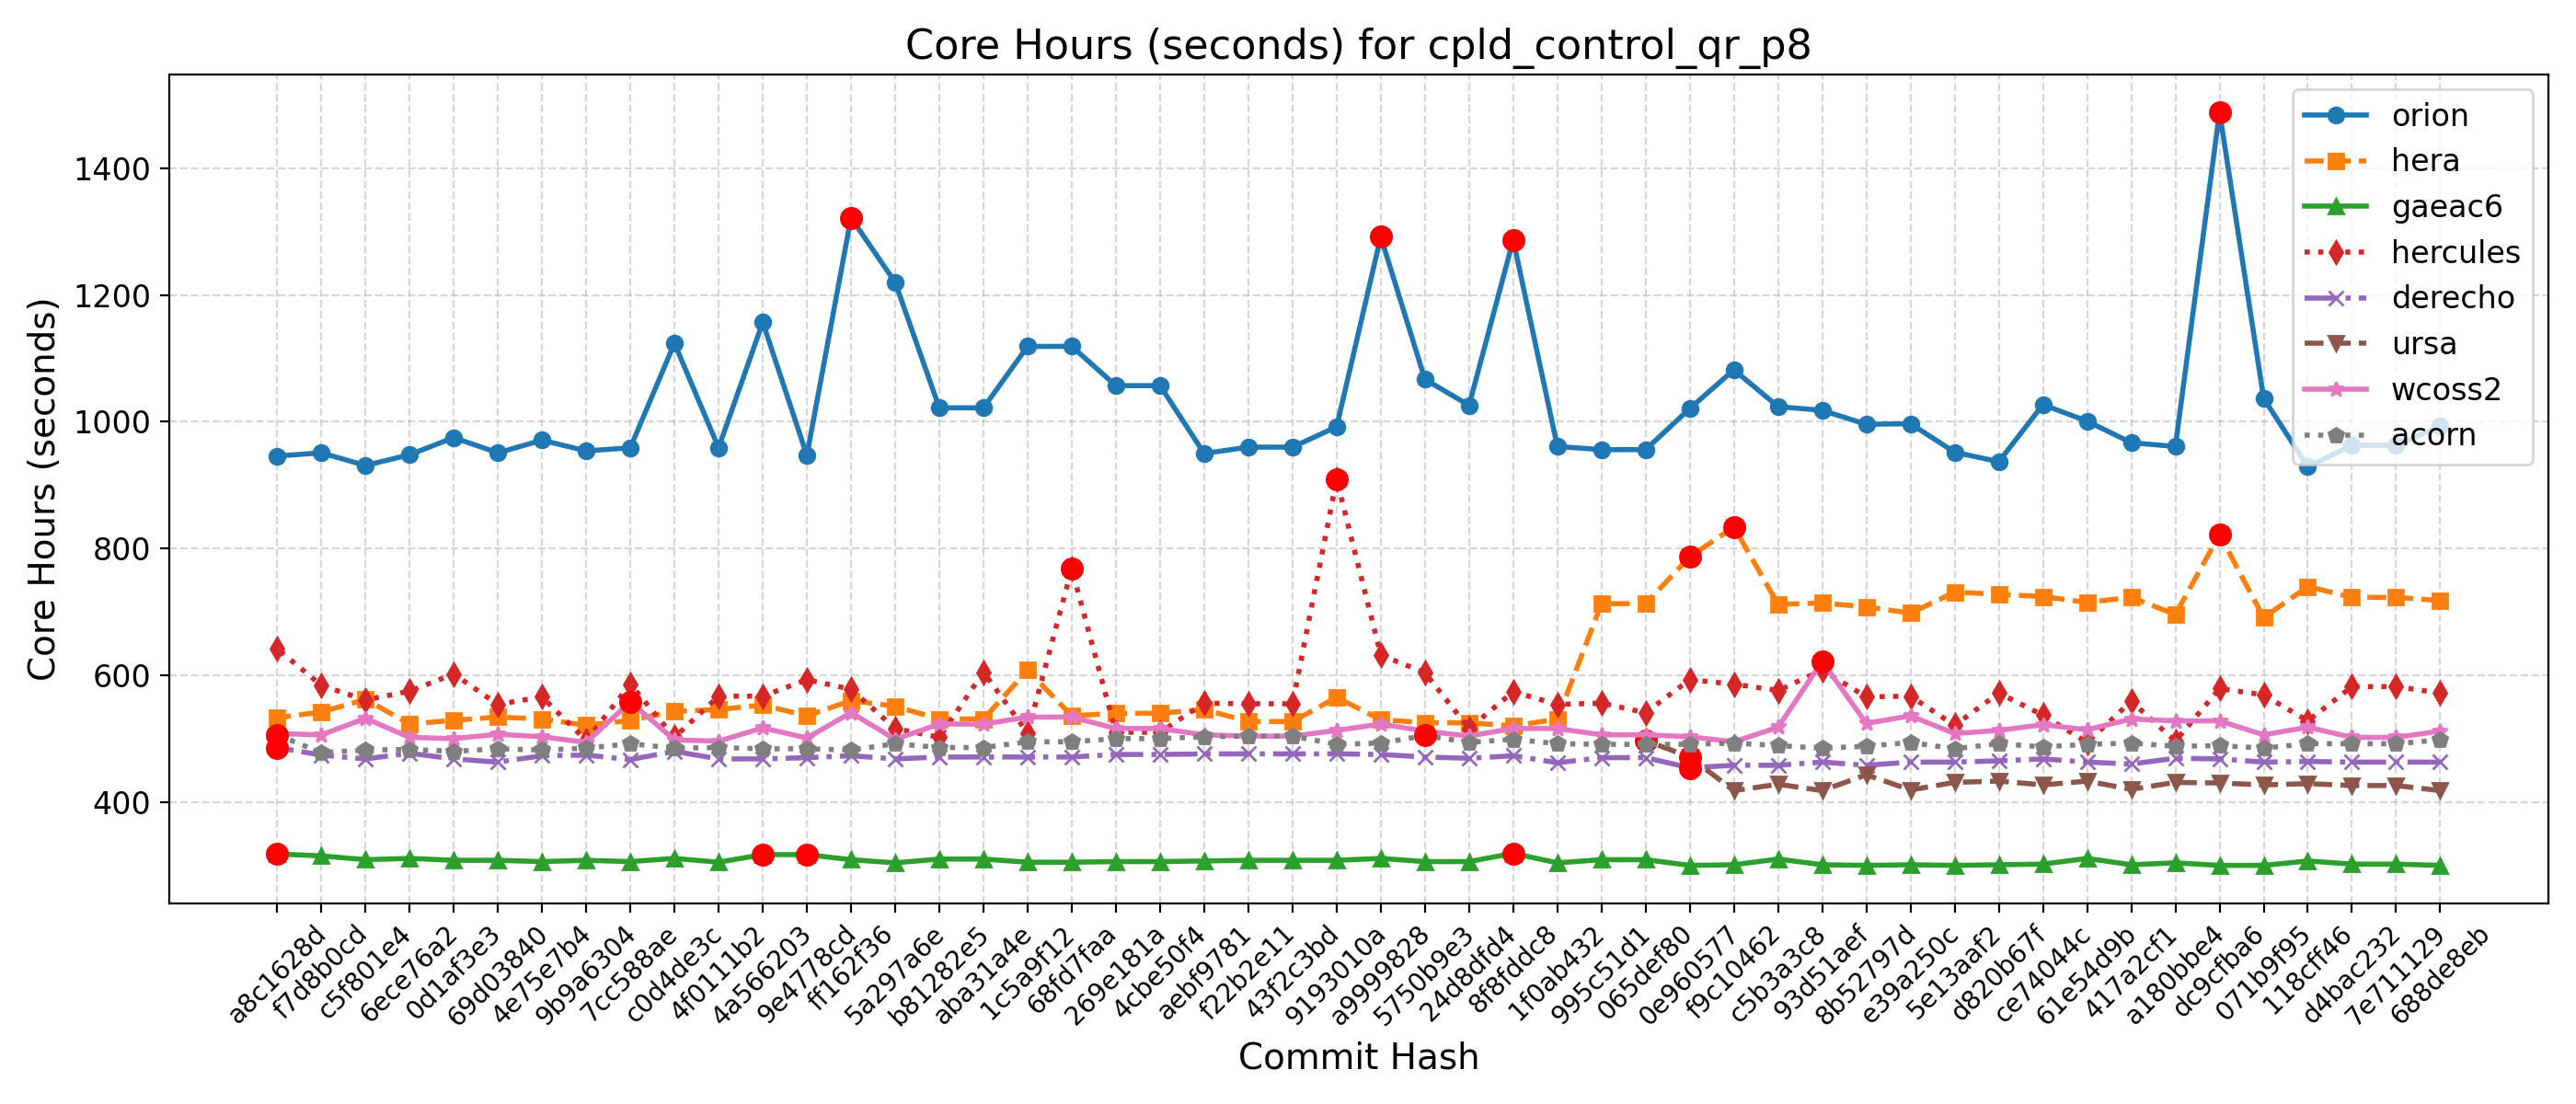 Core Hours (seconds) for cpld_control_qr_p8
Core Hours (seconds)
1400
1200
1000
800
600
400
orion
hera
gaeac6
hercules
derecho
ursa
wcoss2
acorn
a8c1628d
f7d8b0cd
c5f801e4
6ece76a2
0d1af3e3
69d03840
4e75e7b4
9b9a6304
7cc588ae
c0d4de3c
4f0111b2
4a566203
9e4778cd
ff162f36
5a297a6e
b81282e5
aba31a4e
1c5a9f12
68fd7faa
269e181a
4cbe50f4
aebf9781
f22b2e11
43f2c3bd
9193010a
a9999828
5750b9e3
24d8dfd4
8f8fddc8
1f0ab432
995c51d1
065def80
0e960577
f9c10462
c5b3a3c8
93d51aef
8b52797d
e39a250c
5e13aaf2
d820b67f
ce74044c
61e54d9b
417a2cf1
a180bbe4
dc9cfba6
071b9f95
118cff46
d4bac232
7e711129
688de8eb
Commit Hash